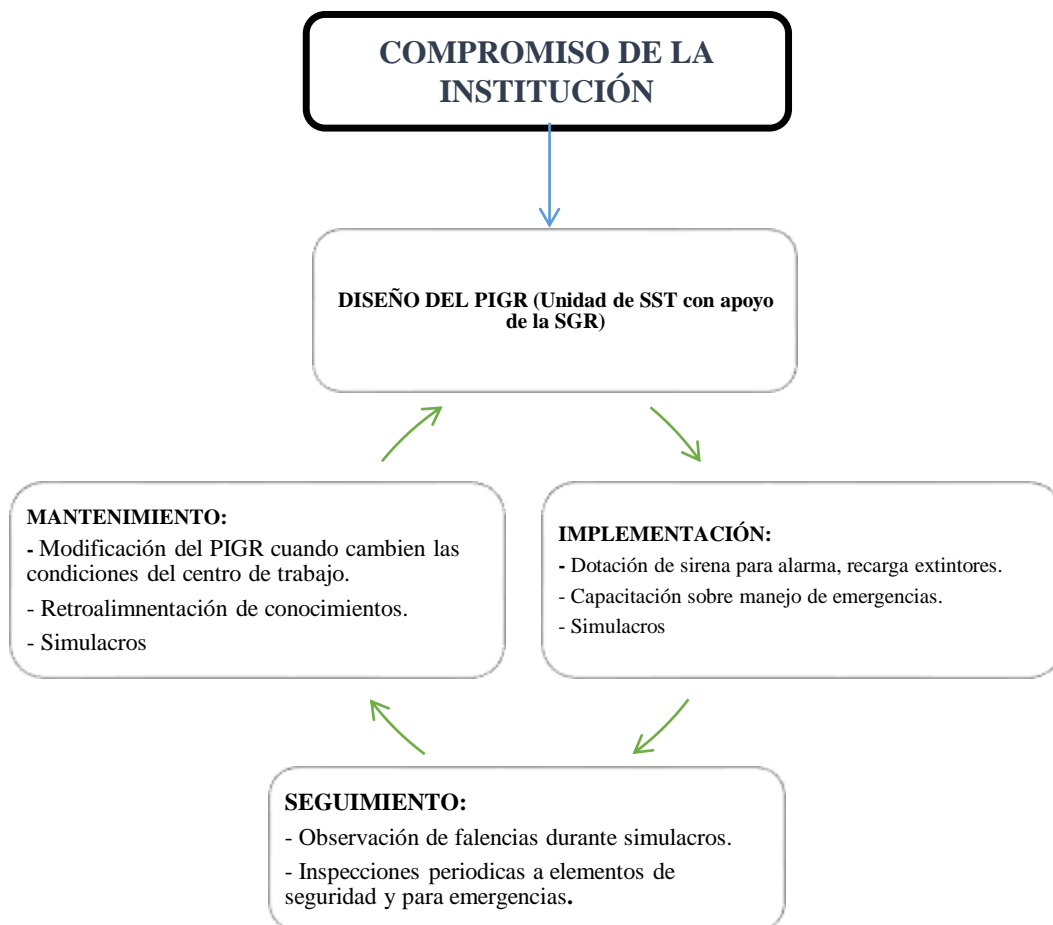 COMPROMISO DE LA
INSTITUCIÓN
DISEÑO DEL PIGR (Unidad de SST con apoyo
de la SGR)
MANTENIMIENTO:
- Modificación del PIGR cuando cambien las
condiciones del centro de trabajo.
- Retroalimnentación de conocimientos.
- Simulacros
IMPLEMENTACIÓN:
- Dotación de sirena para alarma, recarga extintores.
- Capacitación sobre manejo de emergencias.
- Simulacros
SEGUIMIENTO:
- Observación de falencias durante simulacros.
- Inspecciones periodicas a elementos de
seguridad y para emergencias.